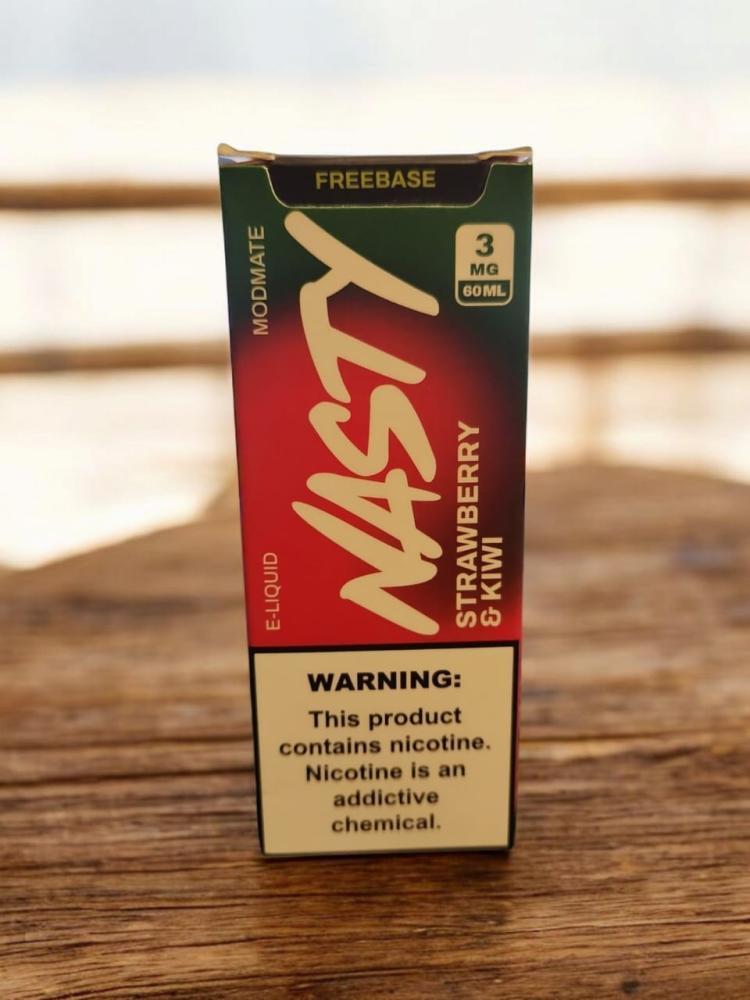 FREEBASE
MODMATE
3
MG
60ML
NASTY
STRAWBERRY
& KIWI
E-LIQUID
WARNING:
This product
contains nicotine.
Nicotine is an
addictive
chemical.